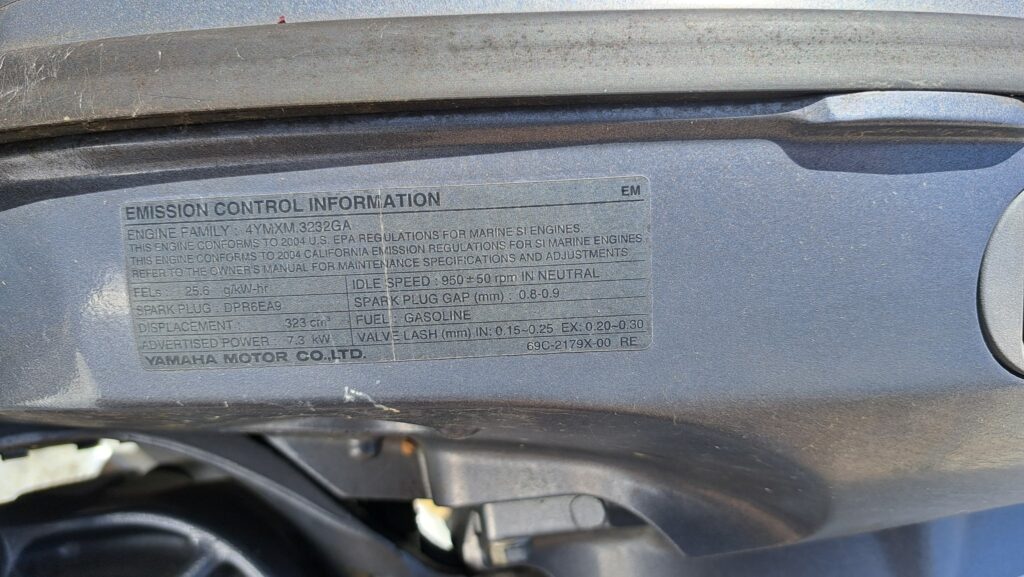 EMISSION CONTROL INFORMATION EM
ENGINE FAMILY : 4YMXM.3232GA
THIS ENGINE CONFORMS TO 2004 U.S. EPA REGULATIONS FOR MARINE SI ENGINES.
THIS ENGINE CONFORMS TO 2004 CALIFORNIA EMISSION REGULATIONS FOR SI MARINE ENGINES.
REFER TO THE OWNER'S MANUAL FOR MAINTENANCE SPECIFICATIONS AND ADJUSTMENTS
FELs : 25.6 g/kW-hr
IDLE SPEED : 950±50 rpm IN NEUTRAL
SPARK PLUG : DPR6EA9
SPARK PLUG GAP (mm) : 0.8-0.9
DISPLACEMENT : 323 cm³
FUEL : GASOLINE
ADVERTISED POWER : 7.3 kW
VALVE LASH (mm) IN: 0.15~0.25 EX: 0.20~0.30
YAMAHA MOTOR CO.,LTD.
69C-2179X-00 RE